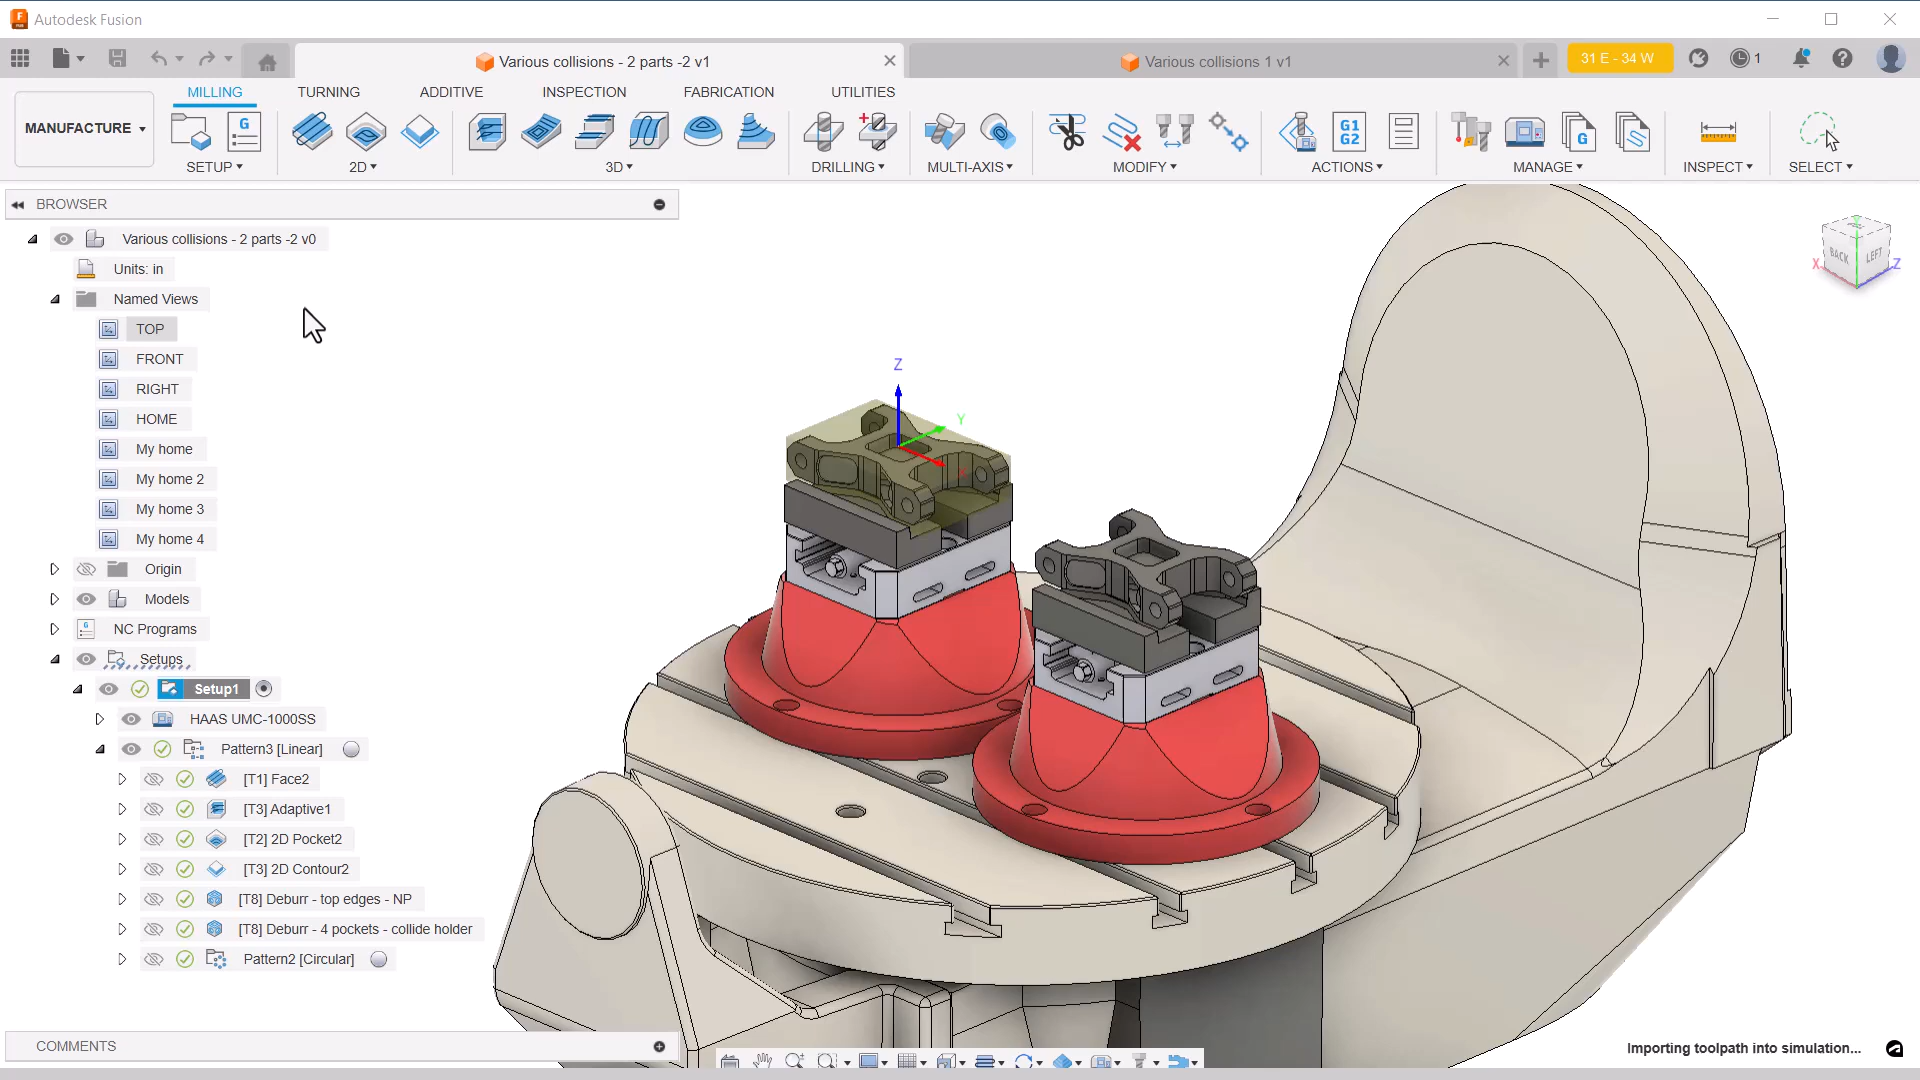 Autodesk Fusion
Various collisions - 2 parts -2 v1
Various collisions 1 v1
31 E - 34 W
1
MILLING
TURNING
ADDITIVE
INSPECTION
FABRICATION
UTILITIES
MANUFACTURE
G
G1
G2
G
SETUP
2D
3D
DRILLING
MULTI-AXIS
MODIFY
ACTIONS
MANAGE
INSPECT
SELECT
BROWSER
Various collisions - 2 parts -2 v0
Units: in
Named Views
TOP
FRONT
RIGHT
HOME
My home
My home 2
My home 3
My home 4
Origin
Models
NC Programs
Setups
Setup1
HAAS UMC-1000SS
Pattern3 [Linear]
[T1] Face2
[T3] Adaptive1
[T2] 2D Pocket2
[T3] 2D Contour2
[T8] Deburr - top edges - NP
[T8] Deburr - 4 pockets - collide holder
Pattern2 [Circular]
Z
Y
X
Y
BACK
LEFT
X
Z
COMMENTS
Importing toolpath into simulation...